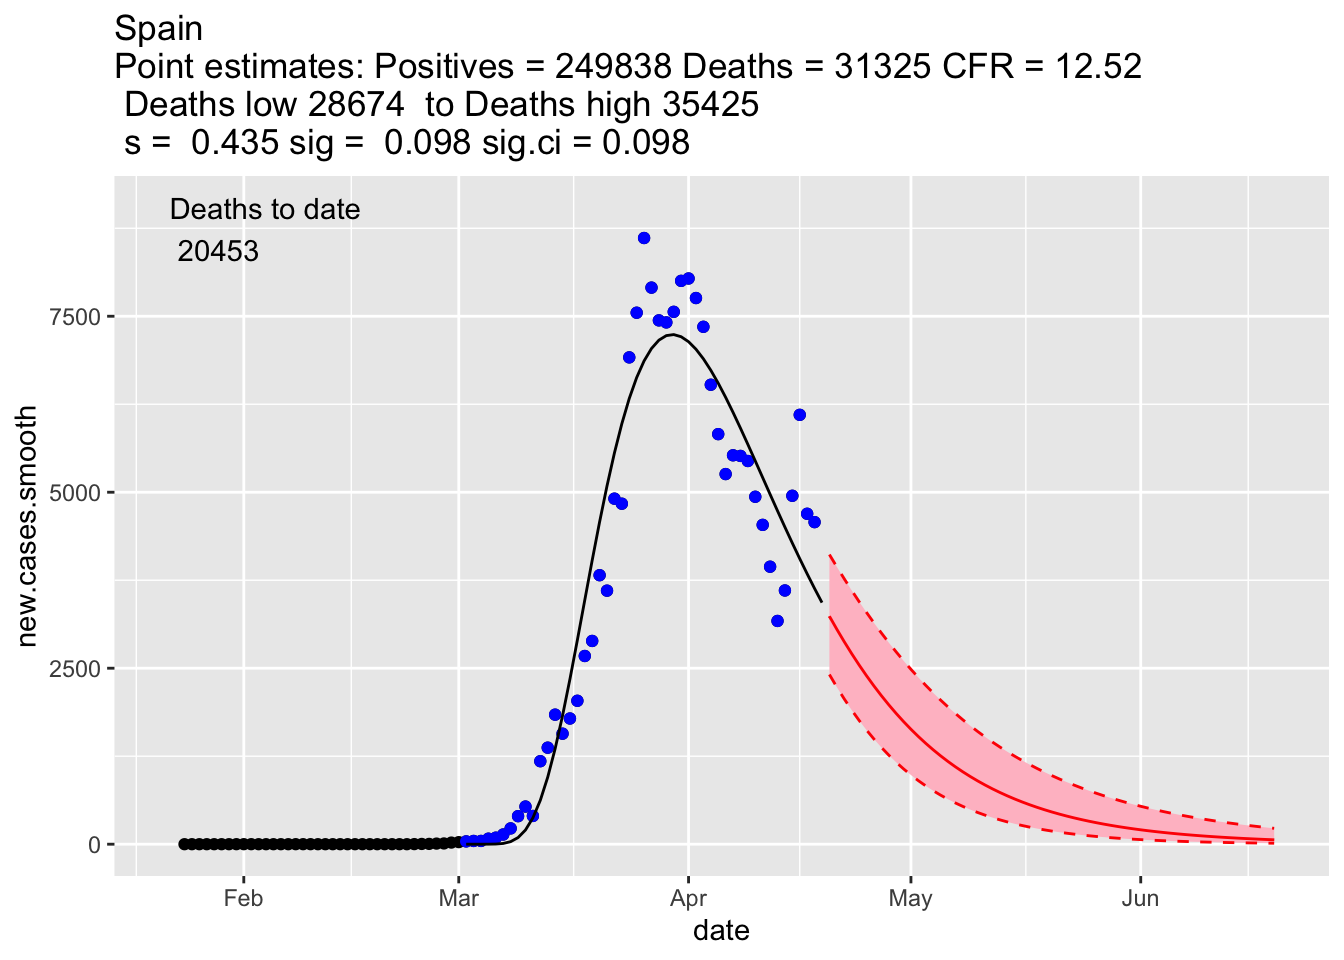 Spain
Point estimates: Positives = 249838 Deaths = 31325 CFR = 12.52
Deaths low 28674  to Deaths high 35425
s =  0.435 sig =  0.098 sig.ci = 0.098
Deaths to date
20453
7500
5000
2500
0
new.cases.smooth
Feb Mar Apr May Jun
date